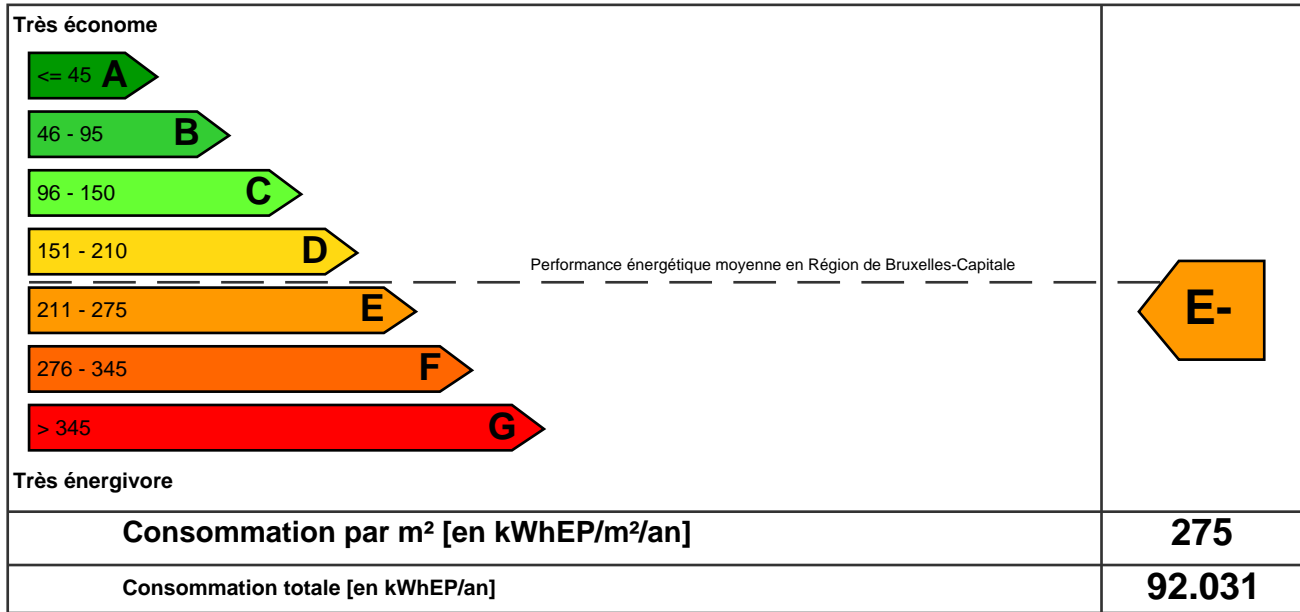 Très économe
<= 45 A
46 - 95 B
96 - 150 C
151 - 210 D
Performance énergétique moyenne en Région de Bruxelles-Capitale
211 - 275 E
E-
276 - 345 F
> 345 G
Très énergivore
Consommation par m² [en kWhEP/m²/an] 275
Consommation totale [en kWhEP/an] 92.031